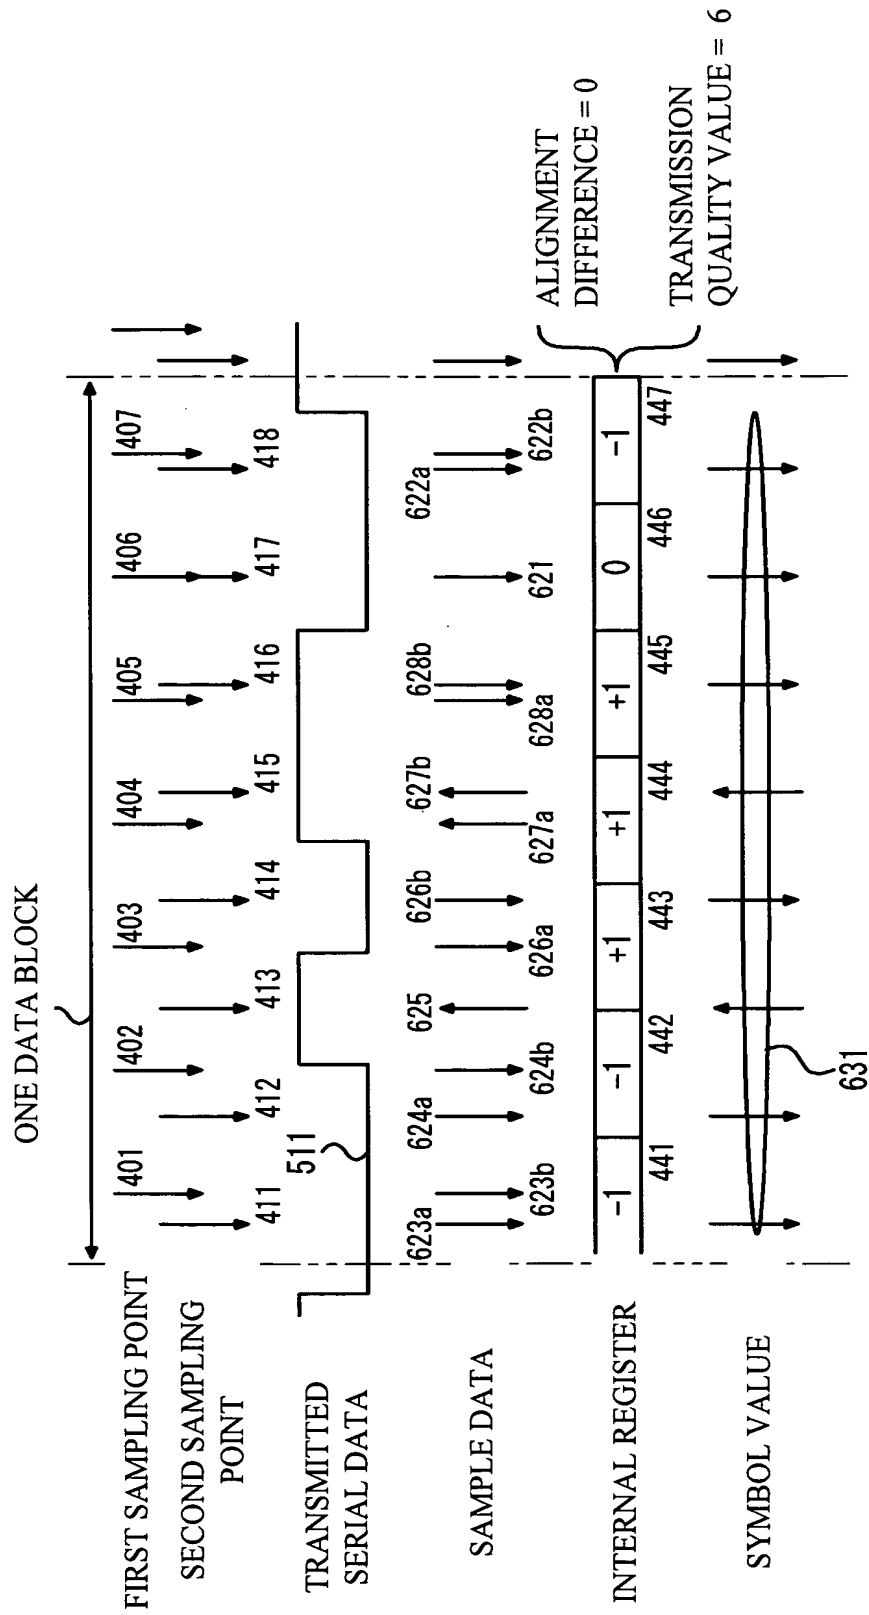 ONE DATA BLOCK
FIRST SAMPLING POINT
401 402 403 404 405 406 407
SECOND SAMPLING
POINT
411 412 413 414 415 416 417 418
TRANSMITTED
SERIAL DATA
511
SAMPLE DATA
623a 624a 625 626b 627b 628b 622a
623b 624b 626a 627a 628a 621 622b
ALIGNMENT
DIFFERENCE = 0
INTERNAL REGISTER
−1 −1 +1 +1 +1 0 −1
441 442 443 444 445 446 447
TRANSMISSION
QUALITY VALUE = 6
SYMBOL VALUE
631